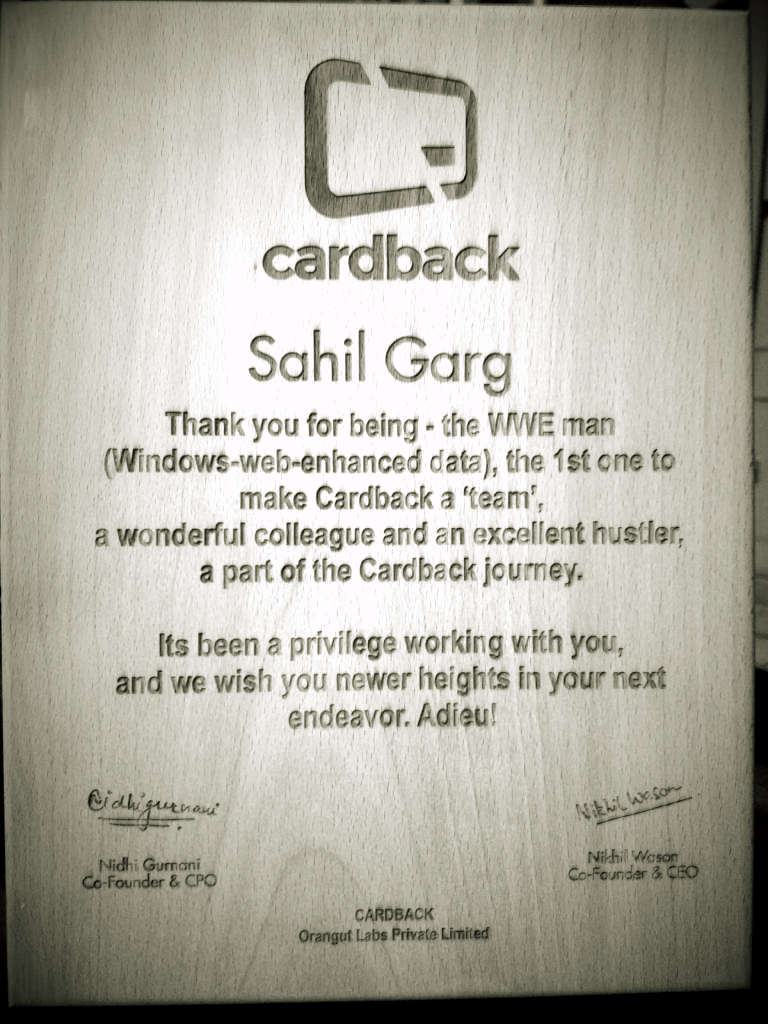 cardback
Sahil Garg
Thank you for being - the WWE man
(Windows-web-enhanced data), the 1st one to
make Cardback a 'team',
a wonderful colleague and an excellent hustler,
a part of the Cardback journey.
Its been a privilege working with you,
and we wish you newer heights in your next
endeavor. Adieu!
Nidhigurnani
Nikhil Wason
Nidhi Gurnani
Co-Founder & CPO
Nikhil Wason
Co-Founder & CEO
CARDBACK
Orangut Labs Private Limited